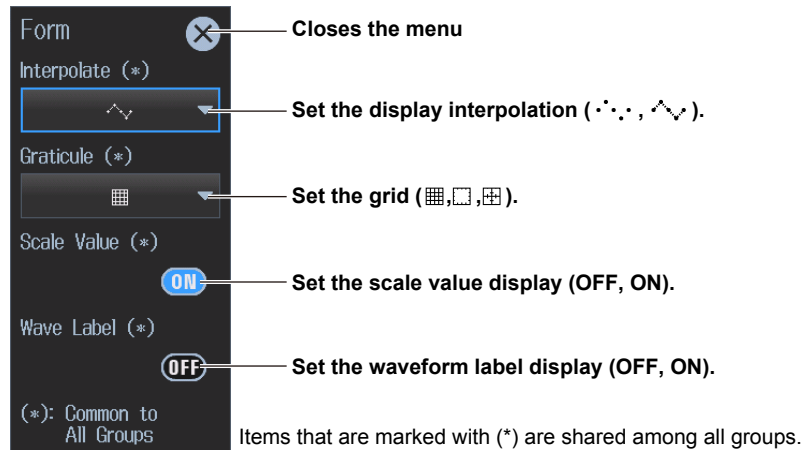 Form
Closes the menu
Interpolate (*)
Set the display interpolation ( , ).
Graticule (*)
Set the grid ( , , ).
Scale Value (*)
ON
Set the scale value display (OFF, ON).
Wave Label (*)
OFF
Set the waveform label display (OFF, ON).
(*): Common to
All Groups
Items that are marked with (*) are shared among all groups.